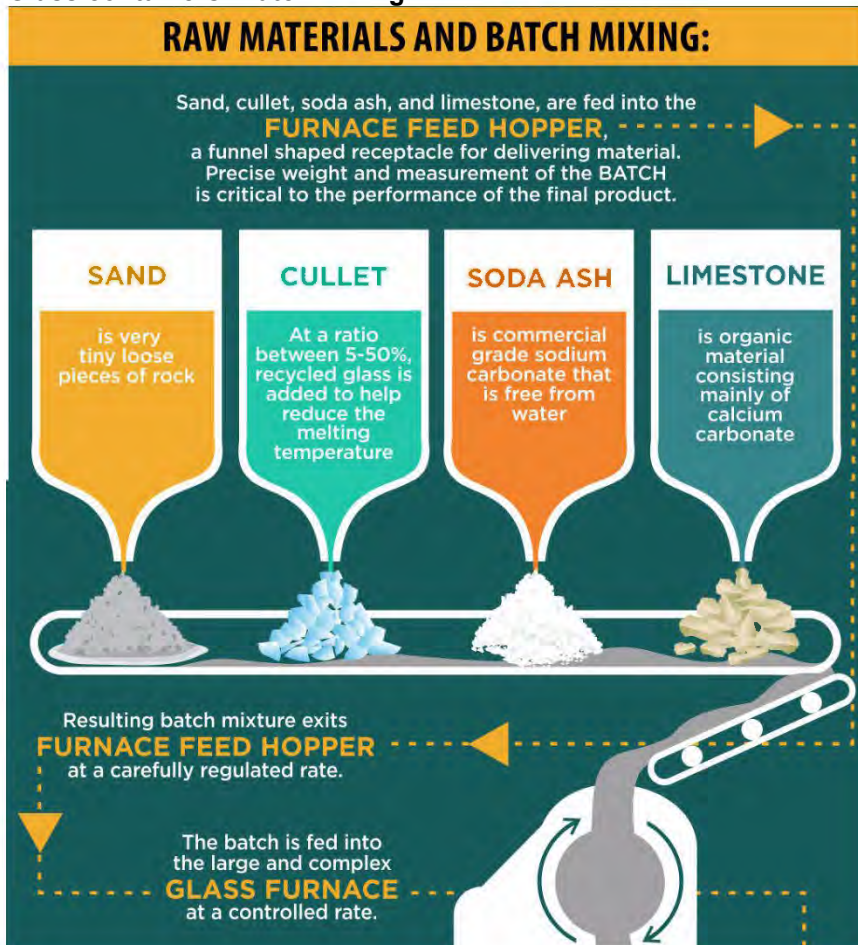 RAW MATERIALS AND BATCH MIXING:
Sand, cullet, soda ash, and limestone, are fed into the
FURNACE FEED HOPPER,
a funnel shaped receptacle for delivering material.
Precise weight and measurement of the BATCH
is critical to the performance of the final product.
SAND
is very
tiny loose
pieces of rock
CULLET
At a ratio
between 5-50%,
recycled glass is
added to help
reduce the
melting
temperature
SODA ASH
is commercial
grade sodium
carbonate that
is free from
water
LIMESTONE
is organic
material
consisting
mainly of
calcium
carbonate
Resulting batch mixture exits
FURNACE FEED HOPPER
at a carefully regulated rate.
The batch is fed into
the large and complex
GLASS FURNACE
at a controlled rate.